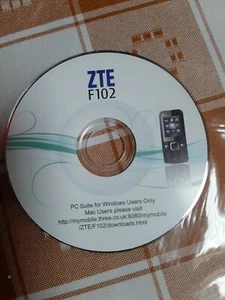 ZTE
F102
PC Suite for Windows Users Only
Mac Users please visit
http://mymobile.three.co.uk:8080/mymobile
/ZTE/F102/downloads.html